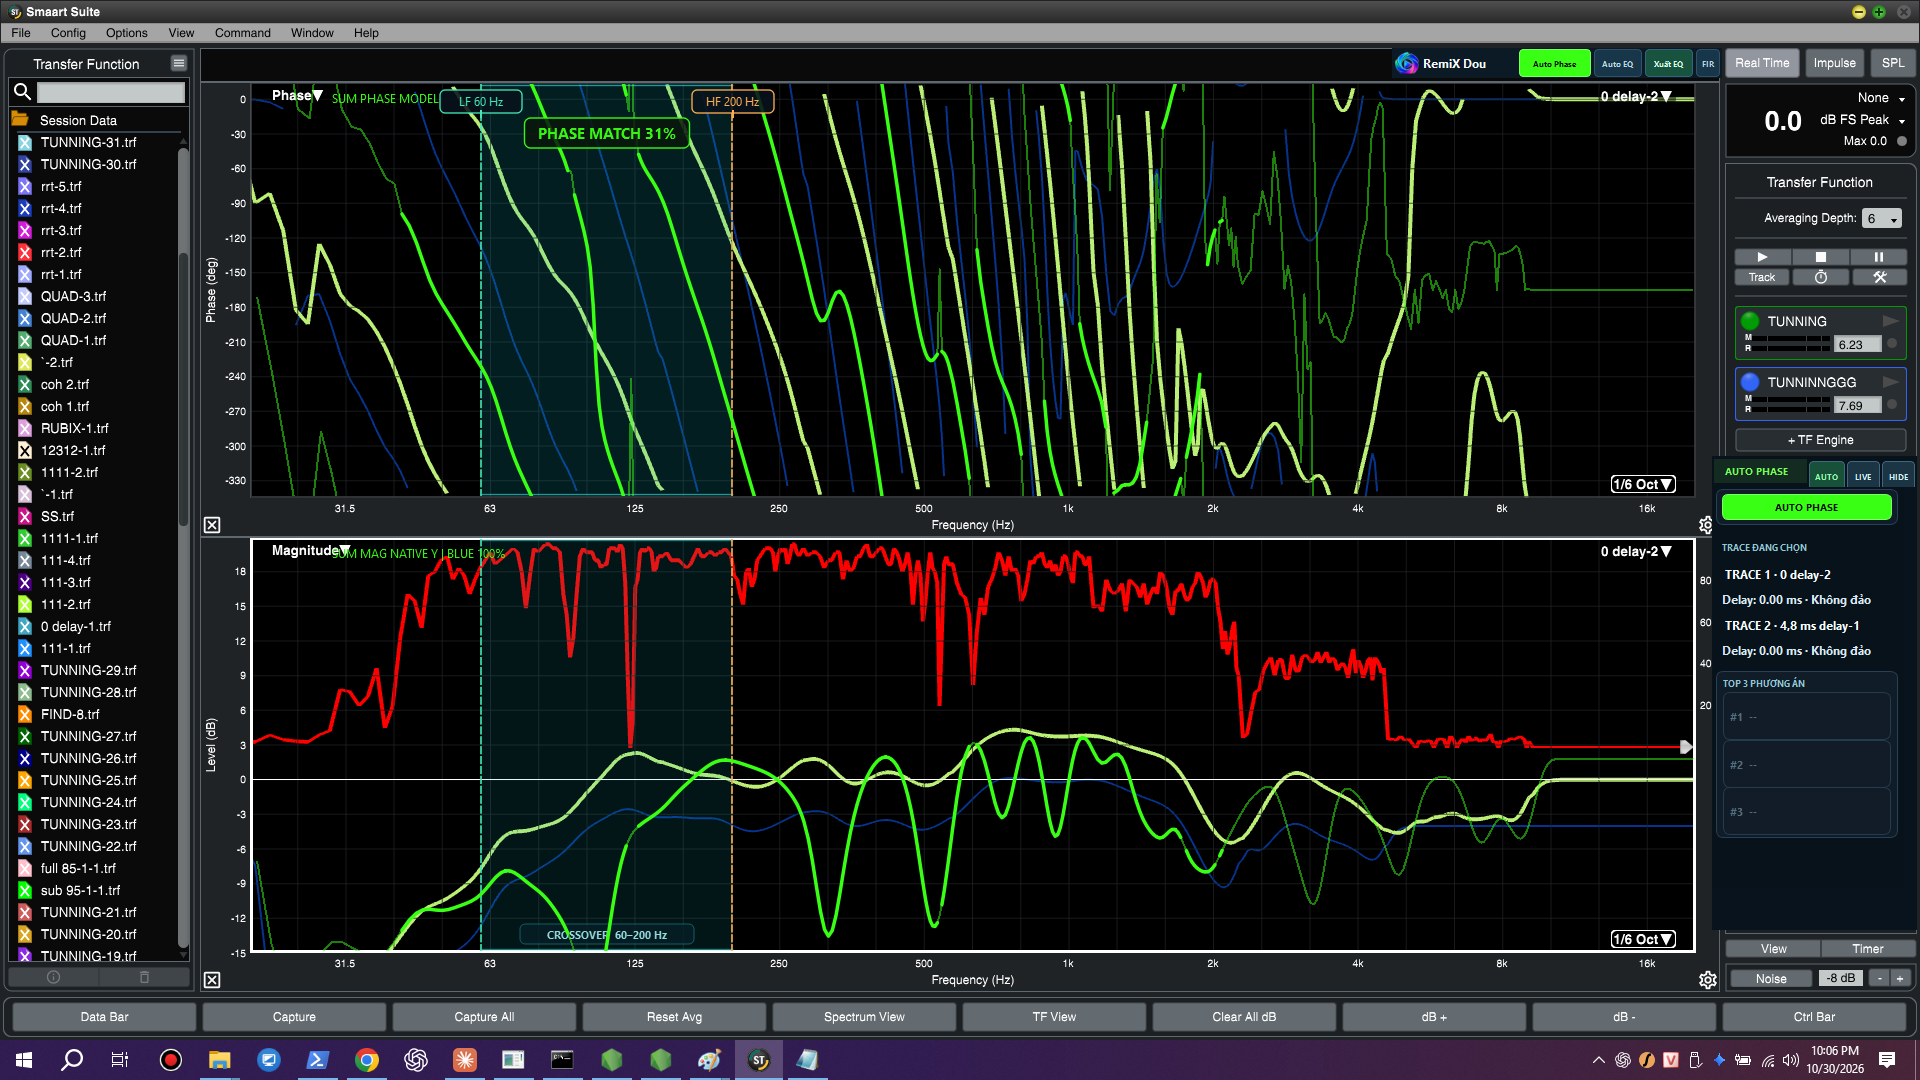 Smaart Suite
File Config Options View Command Window Help
Transfer Function
Session Data
TUNNING-31.trf
TUNNING-30.trf
rrt-5.trf
rrt-4.trf
rrt-3.trf
rrt-2.trf
rrt-1.trf
QUAD-3.trf
QUAD-2.trf
QUAD-1.trf
`-2.trf
coh 2.trf
coh 1.trf
RUBIX-1.trf
12312-1.trf
1111-2.trf
`-1.trf
SS.trf
1111-1.trf
111-4.trf
111-3.trf
111-2.trf
0 delay-1.trf
111-1.trf
TUNNING-29.trf
TUNNING-28.trf
FIND-8.trf
TUNNING-27.trf
TUNNING-26.trf
TUNNING-25.trf
TUNNING-24.trf
TUNNING-23.trf
TUNNING-22.trf
full 85-1-1.trf
sub 95-1-1.trf
TUNNING-21.trf
TUNNING-20.trf
TUNNING-19.trf
RemiX Dou Auto Phase Auto EQ Xuất EQ FIR
Phase▼ SUM PHASE MODEL LF 60 Hz HF 200 Hz 0 delay-2▼
PHASE MATCH 31%
0
-30
-60
-90
-120
-150
-180
-210
-240
-270
-300
-330
Phase (deg)
1/6 Oct▼
31.5 63 125 250 500 1k 2k 4k 8k 16k
Frequency (Hz)
Magnitude▼ SUM MAG NATIVE Y | BLUE 100% 0 delay-2▼
18
15
12
9
6
3
0
-3
-6
-9
-12
-15
Level (dB)
80
60
40
20
CROSSOVER 60–200 Hz
1/6 Oct▼
31.5 63 125 250 500 1k 2k 4k 8k 16k
Frequency (Hz)
Real Time Impulse SPL
None
0.0 dB FS Peak
Max 0.0
Transfer Function
Averaging Depth: 6
Track
TUNNING
M
R 6.23
TUNNINNGGG
M
R 7.69
+ TF Engine
AUTO PHASE AUTO LIVE HIDE
AUTO PHASE
TRACE ĐANG CHỌN
TRACE 1 · 0 delay-2
Delay: 0.00 ms · Không đảo
TRACE 2 · 4,8 ms delay-1
Delay: 0.00 ms · Không đảo
TOP 3 PHƯƠNG ÁN
#1 --
#2 --
#3 --
View Timer
Noise -8 dB - +
Data Bar Capture Capture All Reset Avg Spectrum View TF View Clear All dB dB + dB - Ctrl Bar
10:06 PM
10/30/2026